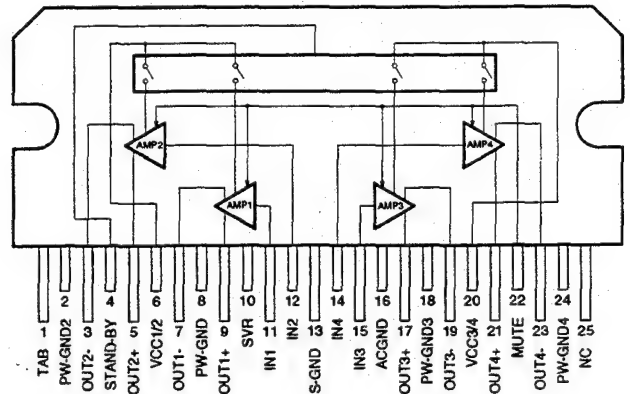 AMP2
AMP4
AMP1
AMP3
2
4
6
8
10
12
14
16
18
20
22
24
1
3
5
7
9
11
13
15
17
19
21
23
25
TAB
PW-GND2
OUT2-
STAND-BY
OUT2+
VCC1/2
OUT1-
PW-GND
OUT1+
SVR
IN1
IN2
S-GND
IN4
IN3
ACGND
OUT3+
PW-GND3
OUT3-
VCC3/4
OUT4+
MUTE
OUT4-
PW-GND4
NC